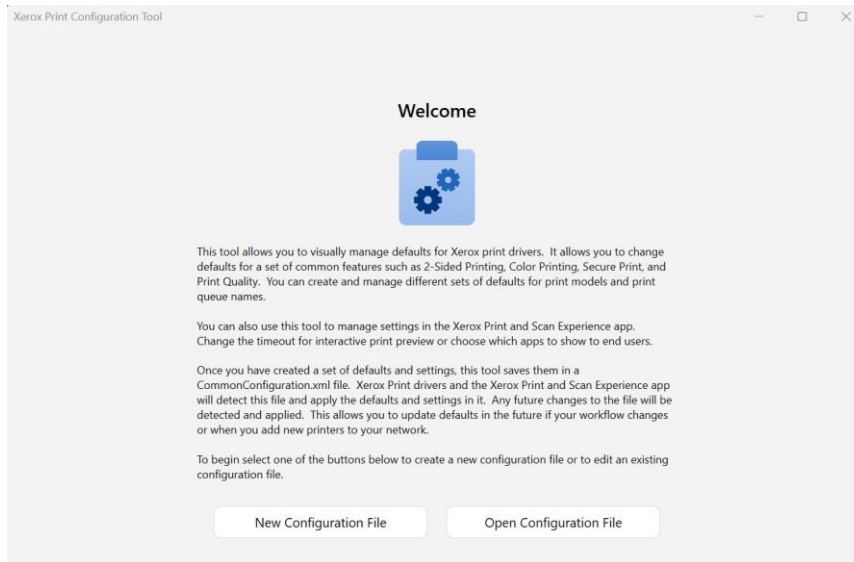 Xerox Print Configuration Tool
Welcome
This tool allows you to visually manage defaults for Xerox print drivers. It allows you to change
defaults for a set of common features such as 2-Sided Printing, Color Printing, Secure Print, and
Print Quality. You can create and manage different sets of defaults for print models and print
queue names.
You can also use this tool to manage settings in the Xerox Print and Scan Experience app.
Change the timeout for interactive print preview or choose which apps to show to end users.
Once you have created a set of defaults and settings, this tool saves them in a
CommonConfiguration.xml file. Xerox Print drivers and the Xerox Print and Scan Experience app
will detect this file and apply the defaults and settings in it. Any future changes to the file will be
detected and applied. This allows you to update defaults in the future if your workflow changes
or when you add new printers to your network.
To begin select one of the buttons below to create a new configuration file or to edit an existing
configuration file.
New Configuration File
Open Configuration File